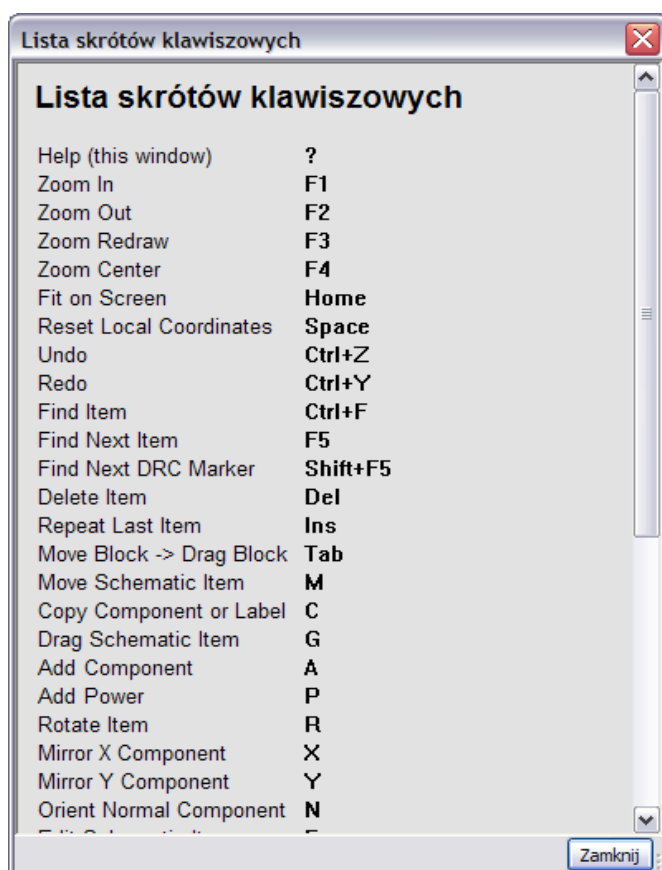 Lista skrótów klawiszowych
Lista skrótów klawiszowych
Help (this window) ?
Zoom In F1
Zoom Out F2
Zoom Redraw F3
Zoom Center F4
Fit on Screen Home
Reset Local Coordinates Space
Undo Ctrl+Z
Redo Ctrl+Y
Find Item Ctrl+F
Find Next Item F5
Find Next DRC Marker Shift+F5
Delete Item Del
Repeat Last Item Ins
Move Block -> Drag Block Tab
Move Schematic Item M
Copy Component or Label C
Drag Schematic Item G
Add Component A
Add Power P
Rotate Item R
Mirror X Component X
Mirror Y Component Y
Orient Normal Component N
Zamknij